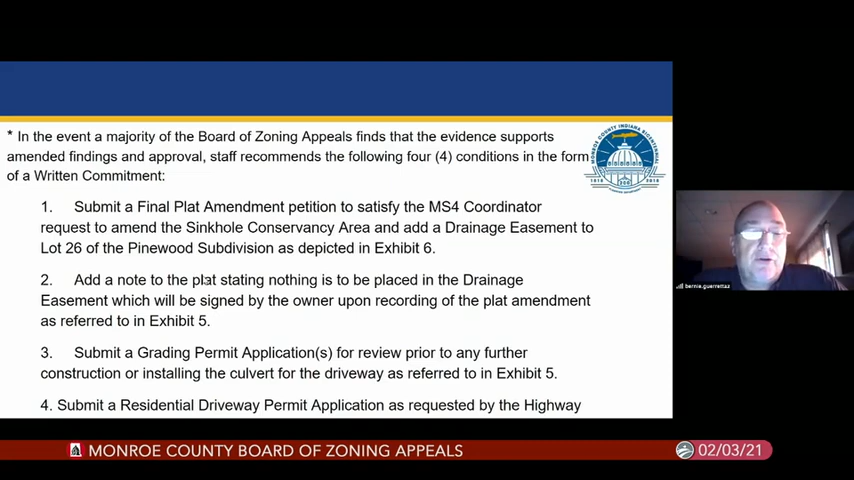 * In the event a majority of the Board of Zoning Appeals finds that the evidence supports
amended findings and approval, staff recommends the following four (4) conditions in the form
of a Written Commitment:
1. Submit a Final Plat Amendment petition to satisfy the MS4 Coordinator
request to amend the Sinkhole Conservancy Area and add a Drainage Easement to
Lot 26 of the Pinewood Subdivision as depicted in Exhibit 6.
2. Add a note to the plat stating nothing is to be placed in the Drainage
Easement which will be signed by the owner upon recording of the plat amendment
as referred to in Exhibit 5.
3. Submit a Grading Permit Application(s) for review prior to any further
construction or installing the culvert for the driveway as referred to in Exhibit 5.
4. Submit a Residential Driveway Permit Application as requested by the Highway
MONROE COUNTY INDIANA BICENTENNIAL
200
bernie.guerrettaz
MONROE COUNTY BOARD OF ZONING APPEALS
02/03/21